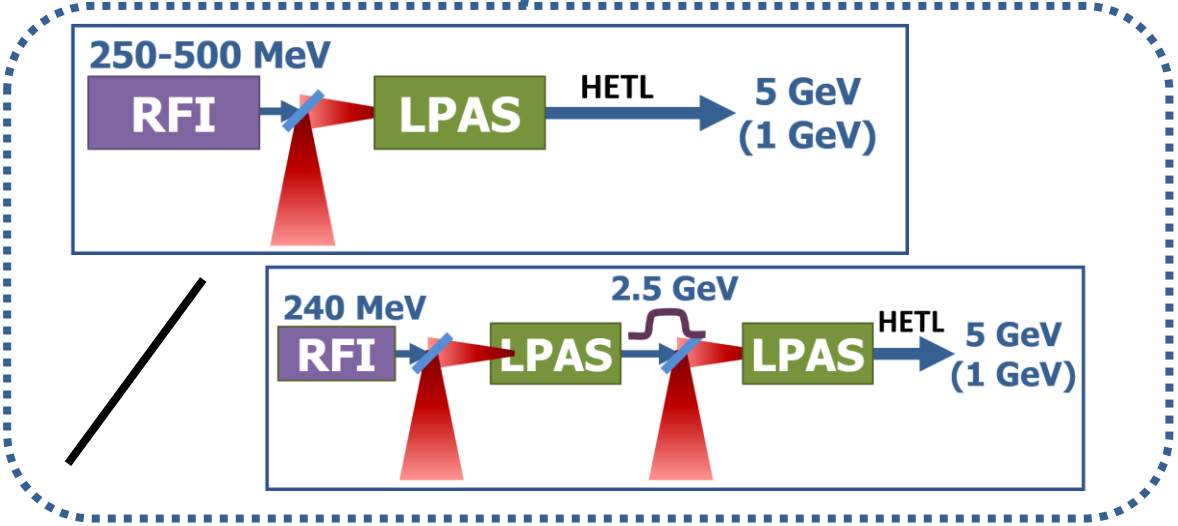 250-500 MeV
RFI
LPAS
HETL
5 GeV
(1 GeV)
240 MeV
RFI
LPAS
2.5 GeV
LPAS
HETL
5 GeV
(1 GeV)